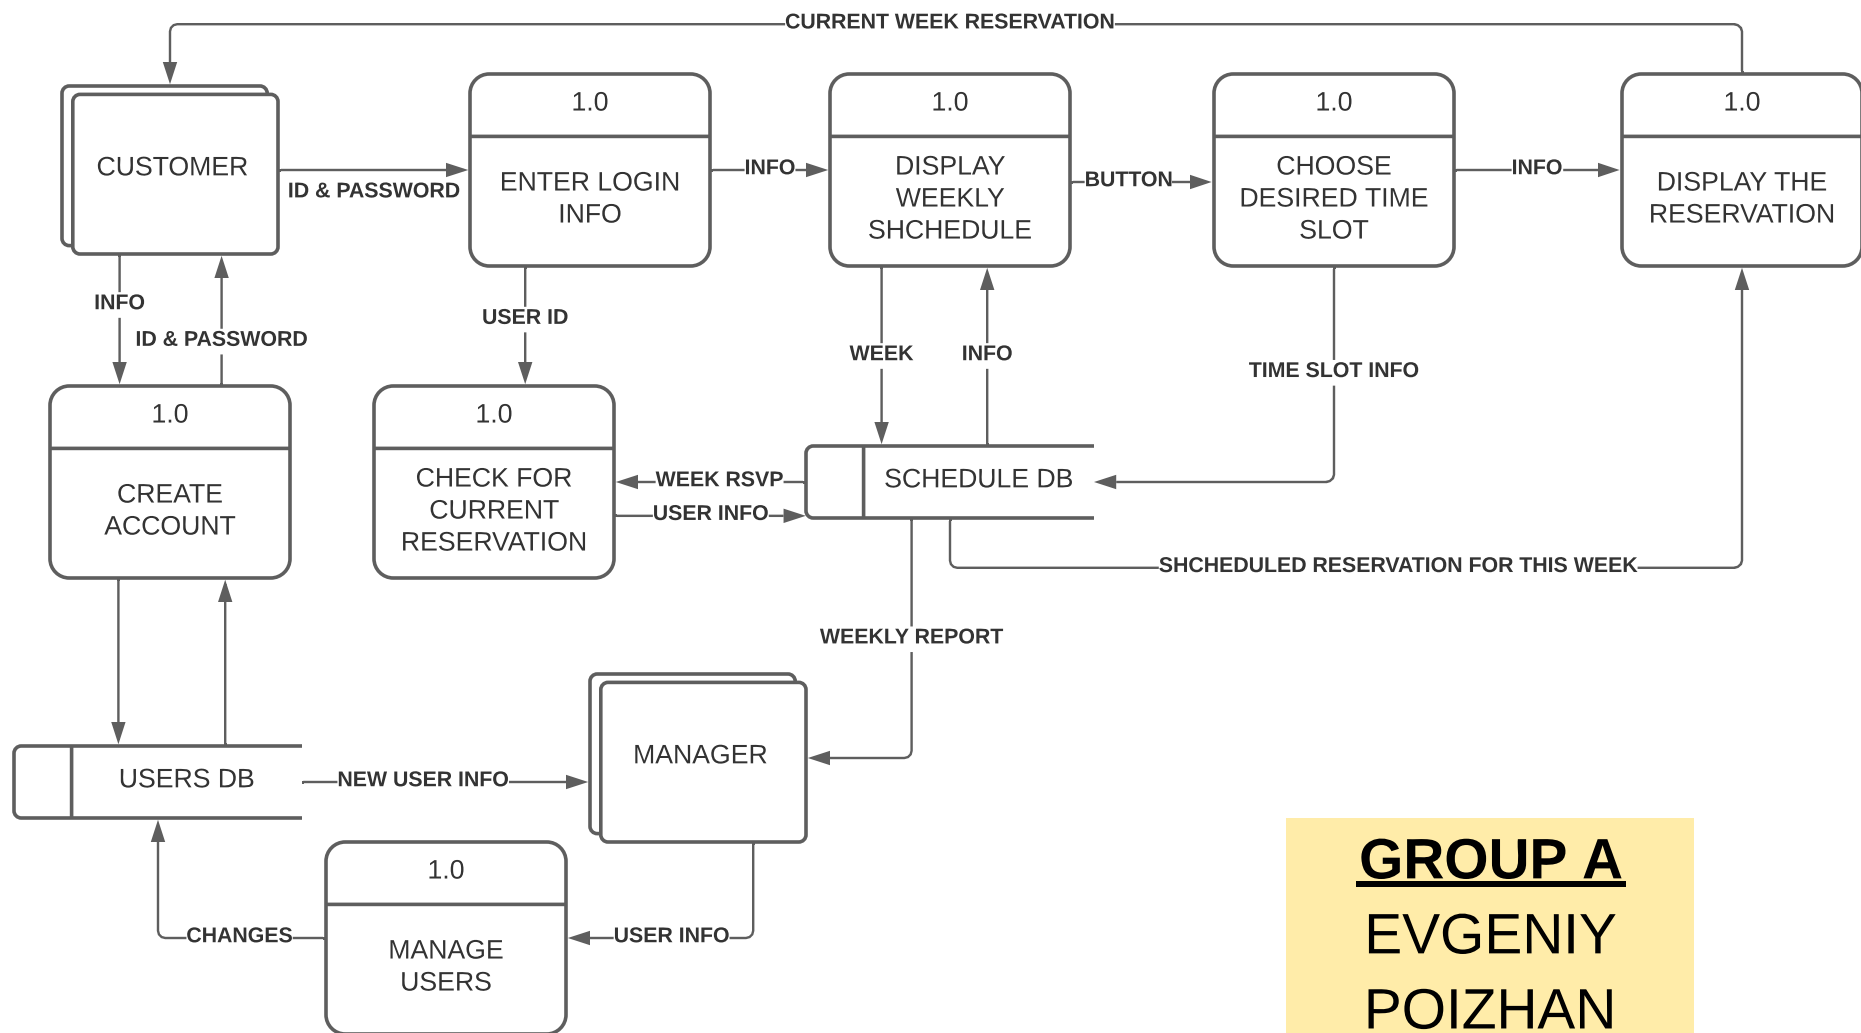 CURRENT WEEK RESERVATION
CUSTOMER
ID & PASSWORD
1.0
ENTER LOGIN
INFO
INFO
1.0
DISPLAY
WEEKLY
SHCHEDULE
BUTTON
1.0
CHOOSE
DESIRED TIME
SLOT
INFO
1.0
DISPLAY THE
RESERVATION
INFO
ID & PASSWORD
USER ID
WEEK
INFO
TIME SLOT INFO
1.0
CREATE
ACCOUNT
1.0
CHECK FOR
CURRENT
RESERVATION
WEEK RSVP
USER INFO
SCHEDULE DB
SHCHEDULED RESERVATION FOR THIS WEEK
WEEKLY REPORT
MANAGER
USERS DB
NEW USER INFO
1.0
MANAGE
USERS
CHANGES
USER INFO
GROUP A
EVGENIY
POIZHAN